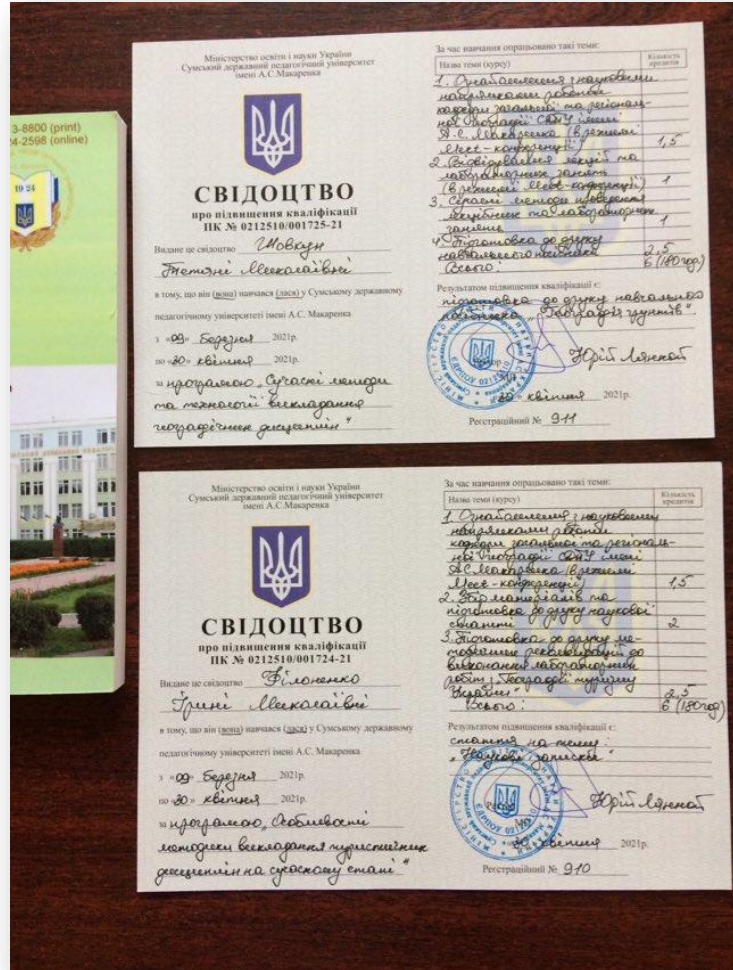 3-8800 (print)
24-2598 (online)
19 24
Міністерство освіти і науки України
Сумський державний педагогічний університет
імені А.С.Макаренка
СВІДОЦТВО
про підвищення кваліфікації
ПК № 0212510/001725-21
Видане це свідоцтво Шовкун
Тетяні Миколаївні
в тому, що він (вона) навчався (лася) у Сумському державному
педагогічному університеті імені А.С. Макаренка
з «09» березня 2021р.
по «30» квітня 2021р.
за програмою „Сучасні методи
та технології викладання
географічних дисциплін"
За час навчання опрацьовано такі теми:
Назва теми (курсу)
Кількість
кредитів
1. Ознайомлення з науковими
напрямками роботи
кафедри загальної та регіональ-
ної географії СДПУ імені
А.С. Макаренка (в режимі
Meet-конференції) 1,5
2. Відвідування лекцій та
лабораторних занять
(в режимі Meet-конференції) 1
3. Сучасні методи проведення
лекційних та лабораторних
занять 1
4. Підготовка до друку
навчального посібника 2,5
Всього: 6 (180 год)
Результатом підвищення кваліфікації є:
підготовка до друку навчального
посібника „Географія ґрунтів".
Юрій Лянной
«30» квітня 2021р.
Реєстраційний № 911
Міністерство освіти і науки України
Сумський державний педагогічний університет
імені А.С.Макаренка
СВІДОЦТВО
про підвищення кваліфікації
ПК № 0212510/001724-21
Видане це свідоцтво Філоненко
Ірині Миколаївні
в тому, що він (вона) навчався (лася) у Сумському державному
педагогічному університеті імені А.С. Макаренка
з «09» березня 2021р.
по «30» квітня 2021р.
за програмою „Особливості
методики викладання туристичних
дисциплін на сучасному етапі"
За час навчання опрацьовано такі теми:
Назва теми (курсу)
Кількість
кредитів
1. Ознайомлення з науковими
напрямками роботи
кафедри загальної та регіональ-
ної географії СДПУ імені
А.С. Макаренка (в режимі
Meet-конференції) 1,5
2. Збір матеріалів та
підготовка до друку наукової
статті 2
3. Підготовка до друку ме-
тодичних рекомендацій до
виконання лабораторних
робіт з „Географії туризму
України" 2,5
Всього: 6 (180 год)
Результатом підвищення кваліфікації є:
стаття на тему:
„Наукові записки"
Ректор
Юрій Лянной
«30» квітня 2021р.
Реєстраційний № 910